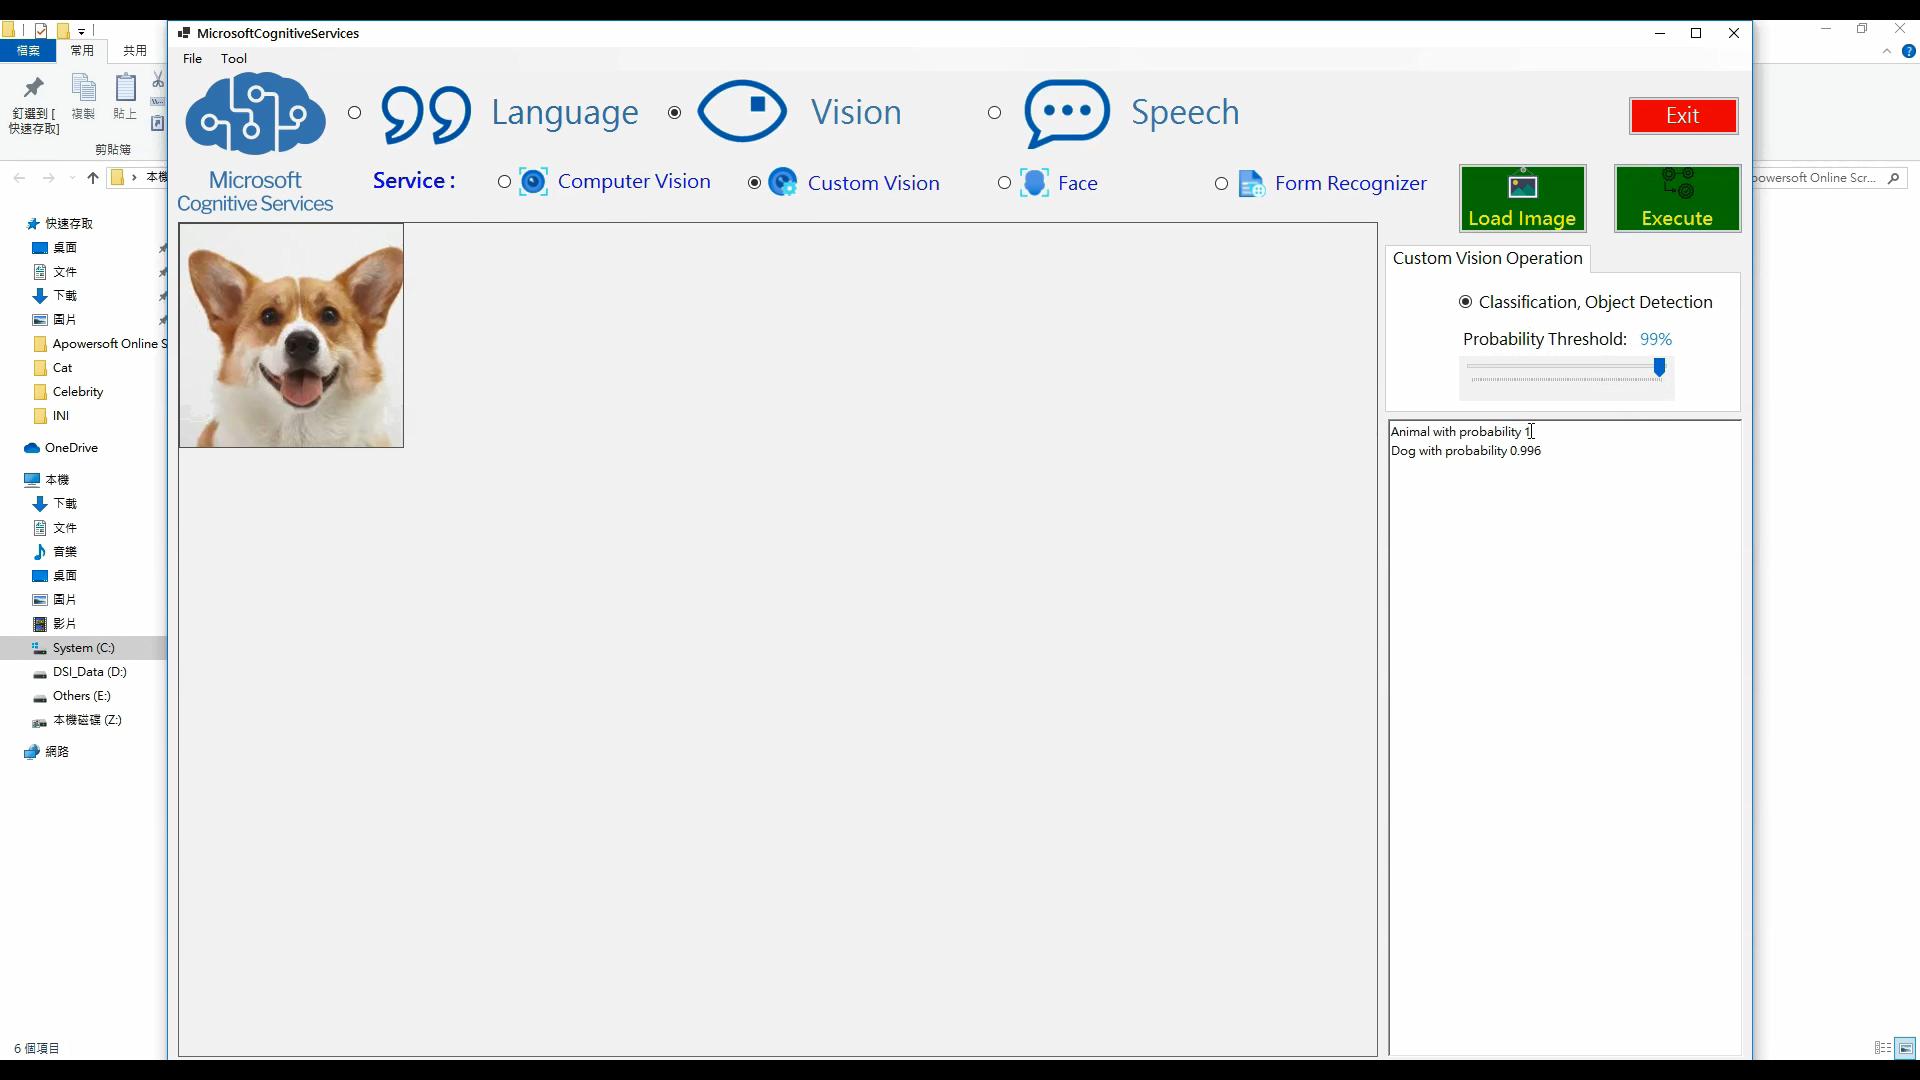 MicrosoftCognitiveServices
File Tool
檔案 常用 共用
釘選到 [
快速存取]
複製
貼上
剪貼簿
Language
Vision
Speech
Exit
Microsoft
Cognitive Services
Service :
Computer Vision
Custom Vision
Face
Form Recognizer
Load Image
Execute
本機
powersoft Online Scr...
Custom Vision Operation
Classification, Object Detection
Probability Threshold: 99%
Animal with probability 1
Dog with probability 0.996
快速存取
桌面
文件
下載
圖片
Apowersoft Online S
Cat
Celebrity
INI
OneDrive
本機
下載
文件
音樂
桌面
圖片
影片
System (C:)
DSI_Data (D:)
Others (E:)
本機磁碟 (Z:)
網路
6 個項目